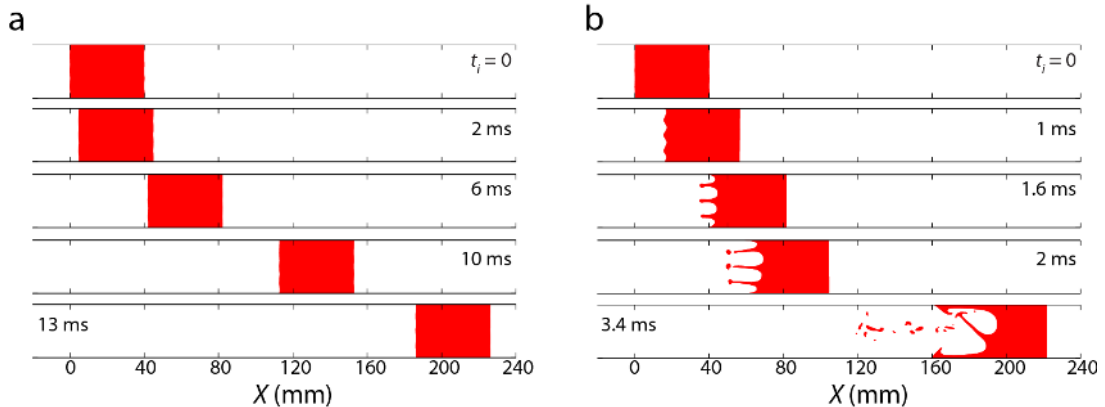 a
t_i = 0
2 ms
6 ms
10 ms
13 ms
0 40 80 120 160 200 240
X (mm)
b
t_i = 0
1 ms
1.6 ms
2 ms
3.4 ms
0 40 80 120 160 200 240
X (mm)